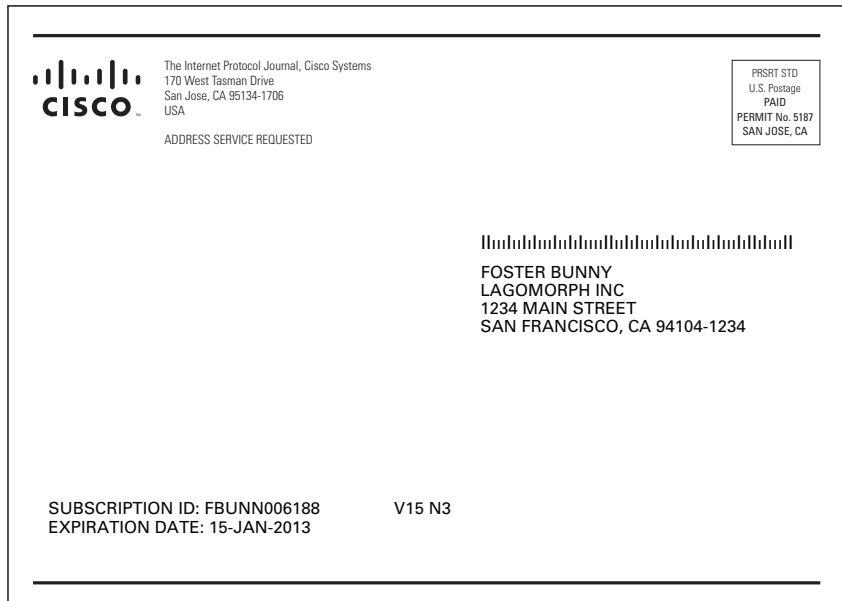 The Internet Protocol Journal, Cisco Systems
170 West Tasman Drive
San Jose, CA 95134-1706
USA
ADDRESS SERVICE REQUESTED
CISCO™
PRSRT STD
U.S. Postage
PAID
PERMIT No. 5187
SAN JOSE, CA
FOSTER BUNNY
LAGOMORPH INC
1234 MAIN STREET
SAN FRANCISCO, CA 94104-1234
SUBSCRIPTION ID: FBUNN006188 V15 N3
EXPIRATION DATE: 15-JAN-2013